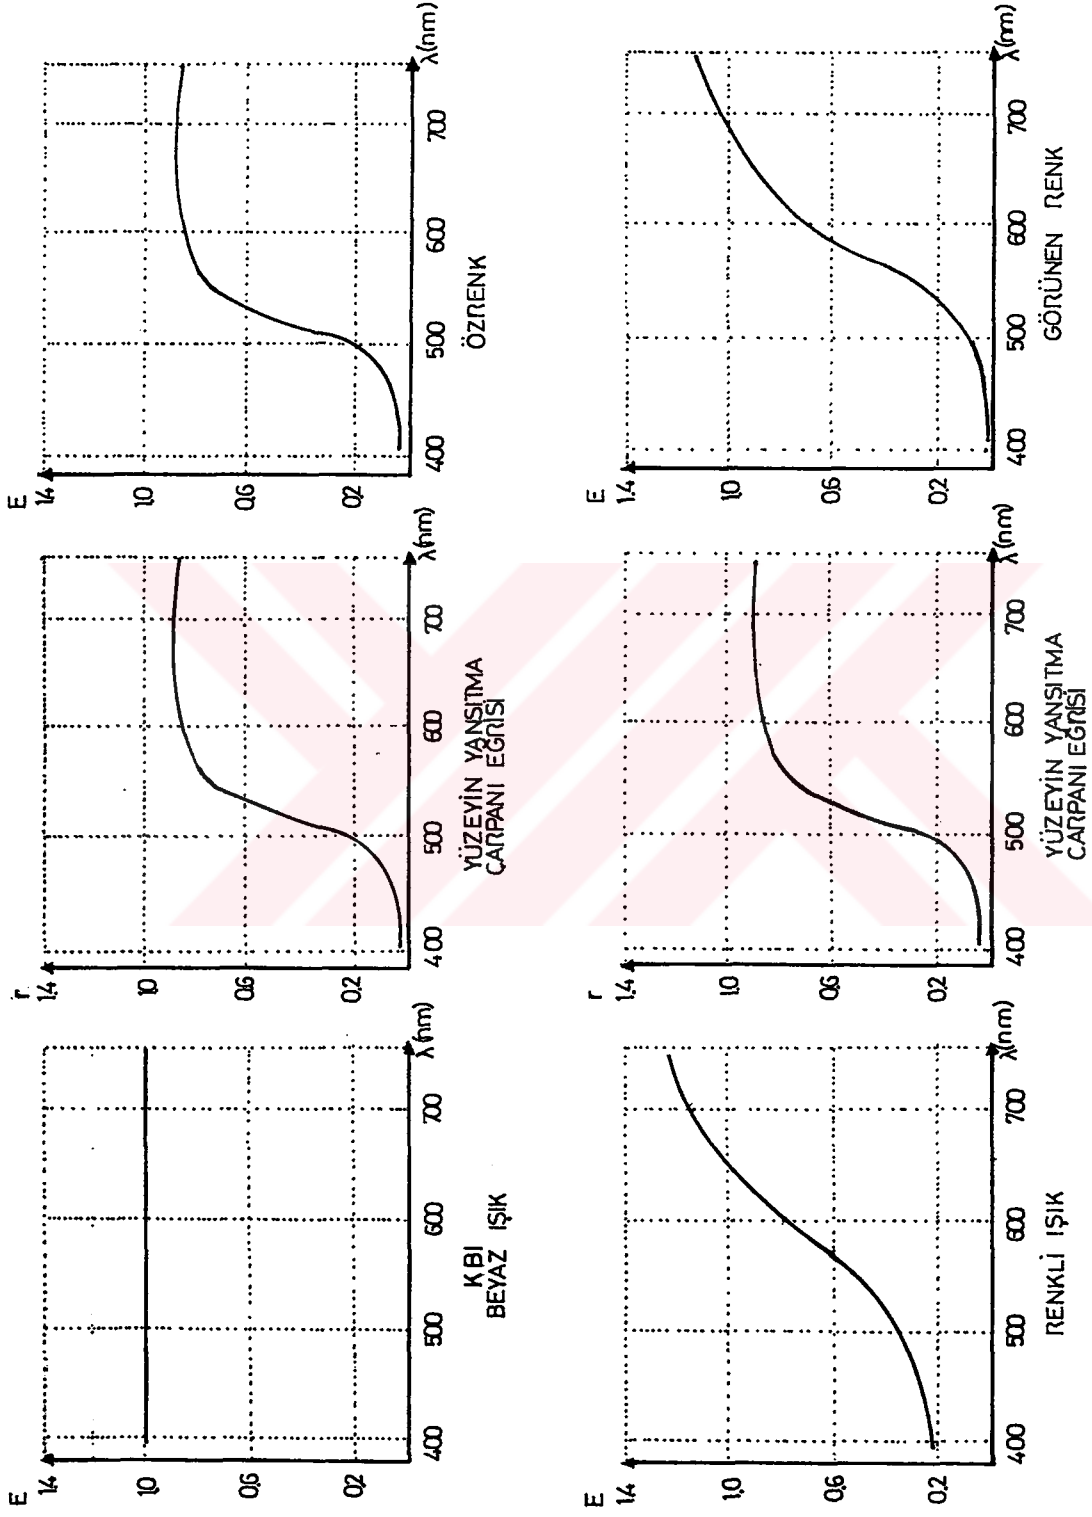 E
1.4
1.0
0.6
0.2
400
500
600
700
λ(nm)
KBI
BEYAZ IŞIK
r
1.4
1.0
0.6
0.2
400
500
600
700
λ(nm)
YÜZEYİN YANSITMA
ÇARPANI EĞRİSİ
E
1.4
1.0
0.6
0.2
400
500
600
700
λ(nm)
ÖZRENK
E
1.4
1.0
0.6
0.2
400
500
600
700
λ(nm)
RENKLİ IŞIK
r
1.4
1.0
0.6
0.2
400
500
600
700
λ(nm)
YÜZEYİN YANSITMA
ÇARPANI EĞRİSİ
E
1.4
1.0
0.6
0.2
400
500
600
700
λ(nm)
GÖRÜNEN RENK